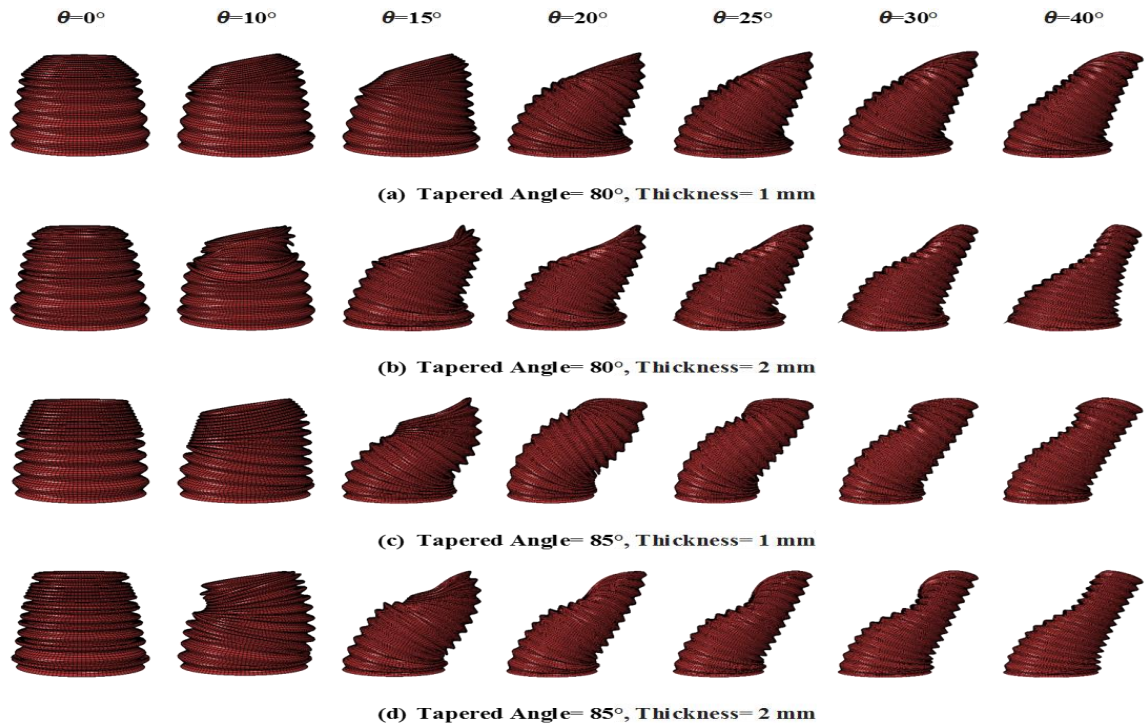 θ=0° θ=10° θ=15° θ=20° θ=25° θ=30° θ=40°
(a) Tapered Angle= 80°, Thickness= 1 mm
(b) Tapered Angle= 80°, Thickness= 2 mm
(c) Tapered Angle= 85°, Thickness= 1 mm
(d) Tapered Angle= 85°, Thickness= 2 mm